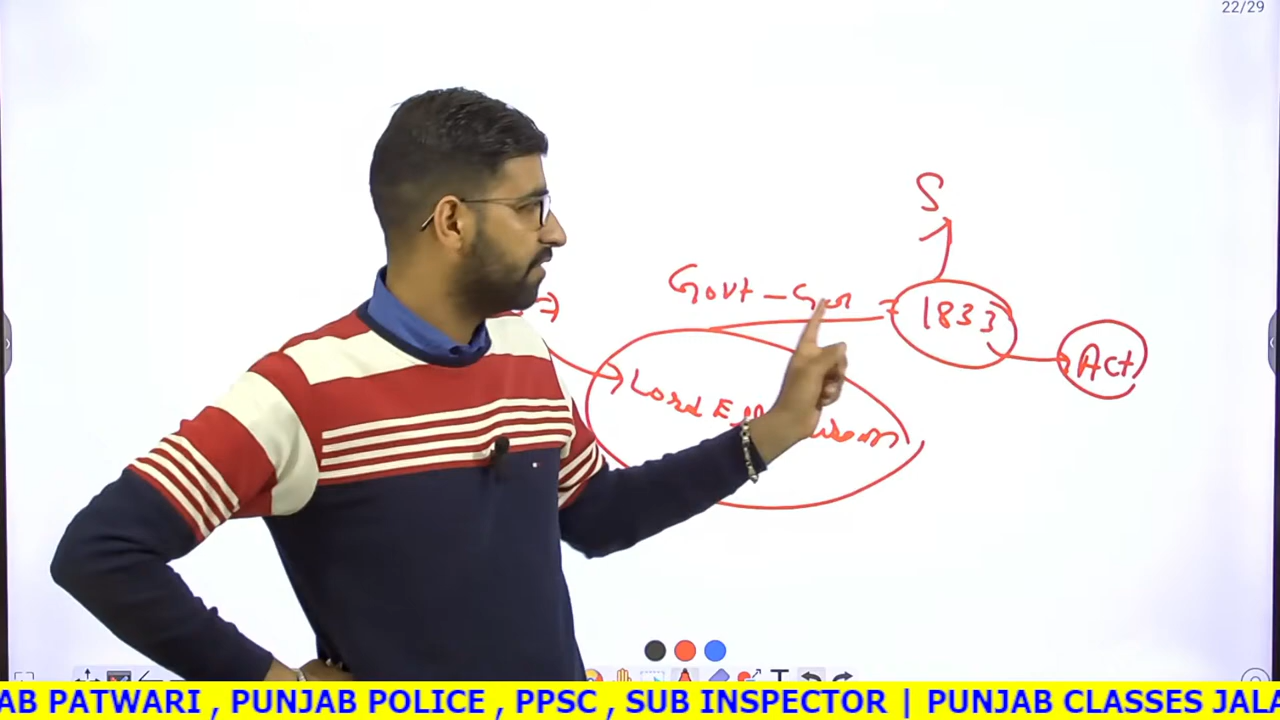 22/29
S
Govt - Gen
1833
Act
Lord
AB PATWARI , PUNJAB POLICE , PPSC , SUB INSPECTOR | PUNJAB CLASSES JALA